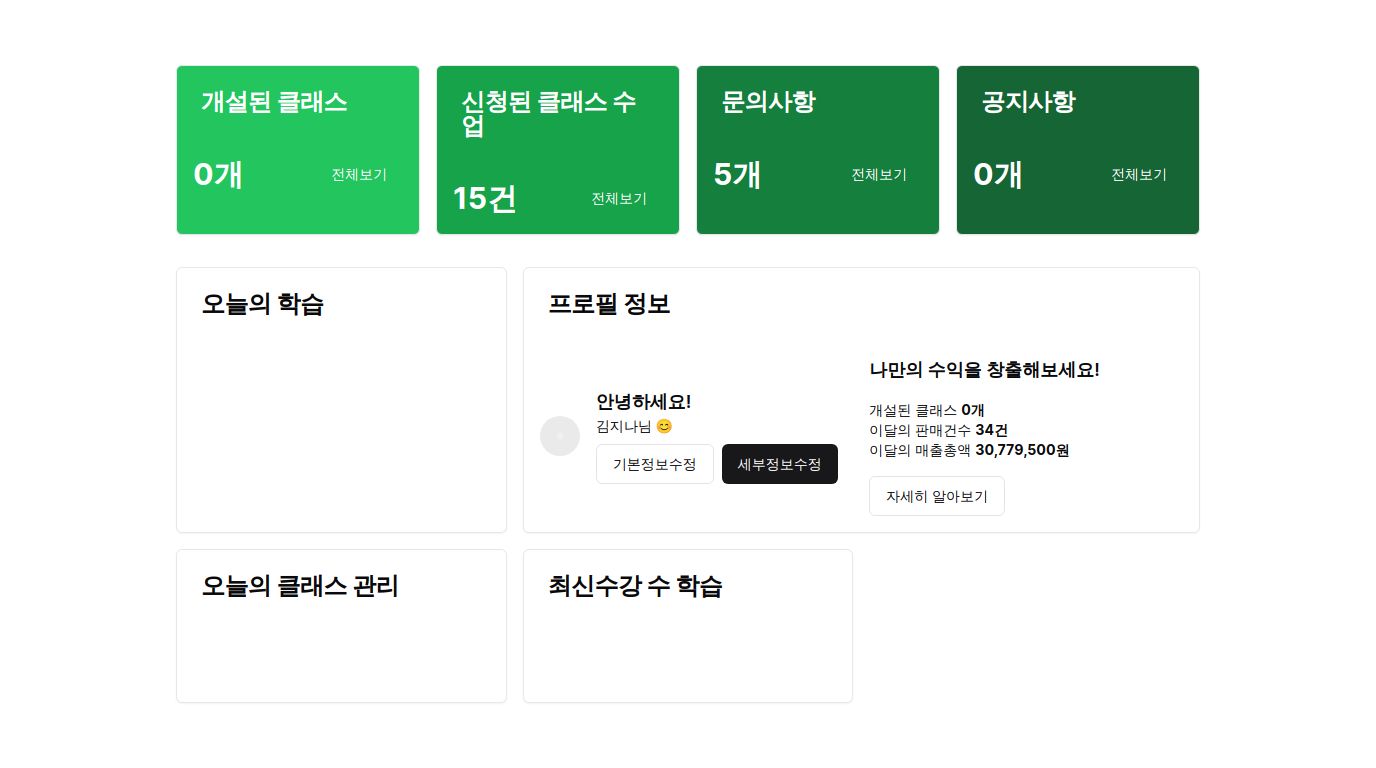 개설된 클래스
0개
전체보기
신청된 클래스 수
업
15건
전체보기
문의사항
5개
전체보기
공지사항
0개
전체보기
오늘의 학습
프로필 정보
안녕하세요!
김지나님 😊
기본정보수정
세부정보수정
나만의 수익을 창출해보세요!
개설된 클래스 0개
이달의 판매건수 34건
이달의 매출총액 30,779,500원
자세히 알아보기
오늘의 클래스 관리
최신수강 수 학습